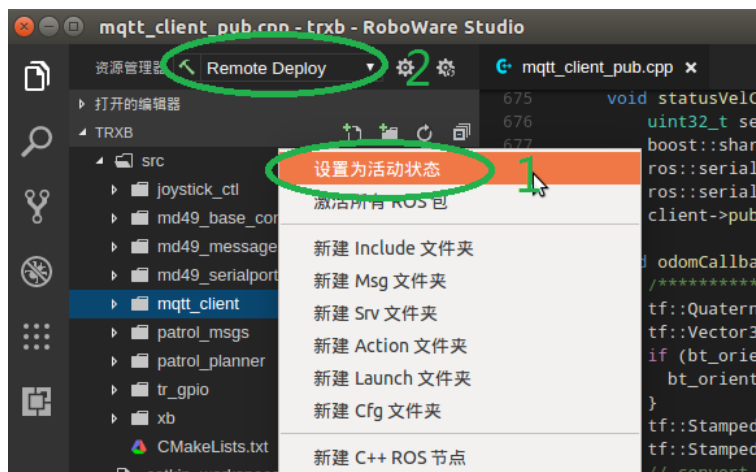 mqtt_client_pub.cpp - trxb - RoboWare Studio
资源管理器 Remote Deploy 2 mqtt_client_pub.cpp
打开的编辑器
TRXB
src
joystick_ctl
md49_base_cor
md49_message
md49_serialport
mqtt_client
patrol_msgs
patrol_planner
tr_gpio
xb
CMakeLists.txt
设置为活动状态 1
激活所有 ROS 包
新建 Include 文件夹
新建 Msg 文件夹
新建 Srv 文件夹
新建 Action 文件夹
新建 Launch 文件夹
新建 Cfg 文件夹
新建 C++ ROS 节点
675 void statusVelC
676 uint32_t se
677 boost::shar
ros::serial
ros::serial
client->pub
odomCallba
/**********
tf::Quatern
tf::Vector3
if (bt_orie
bt_orient
}
tf::Stamped
tf::Stamped
// convert